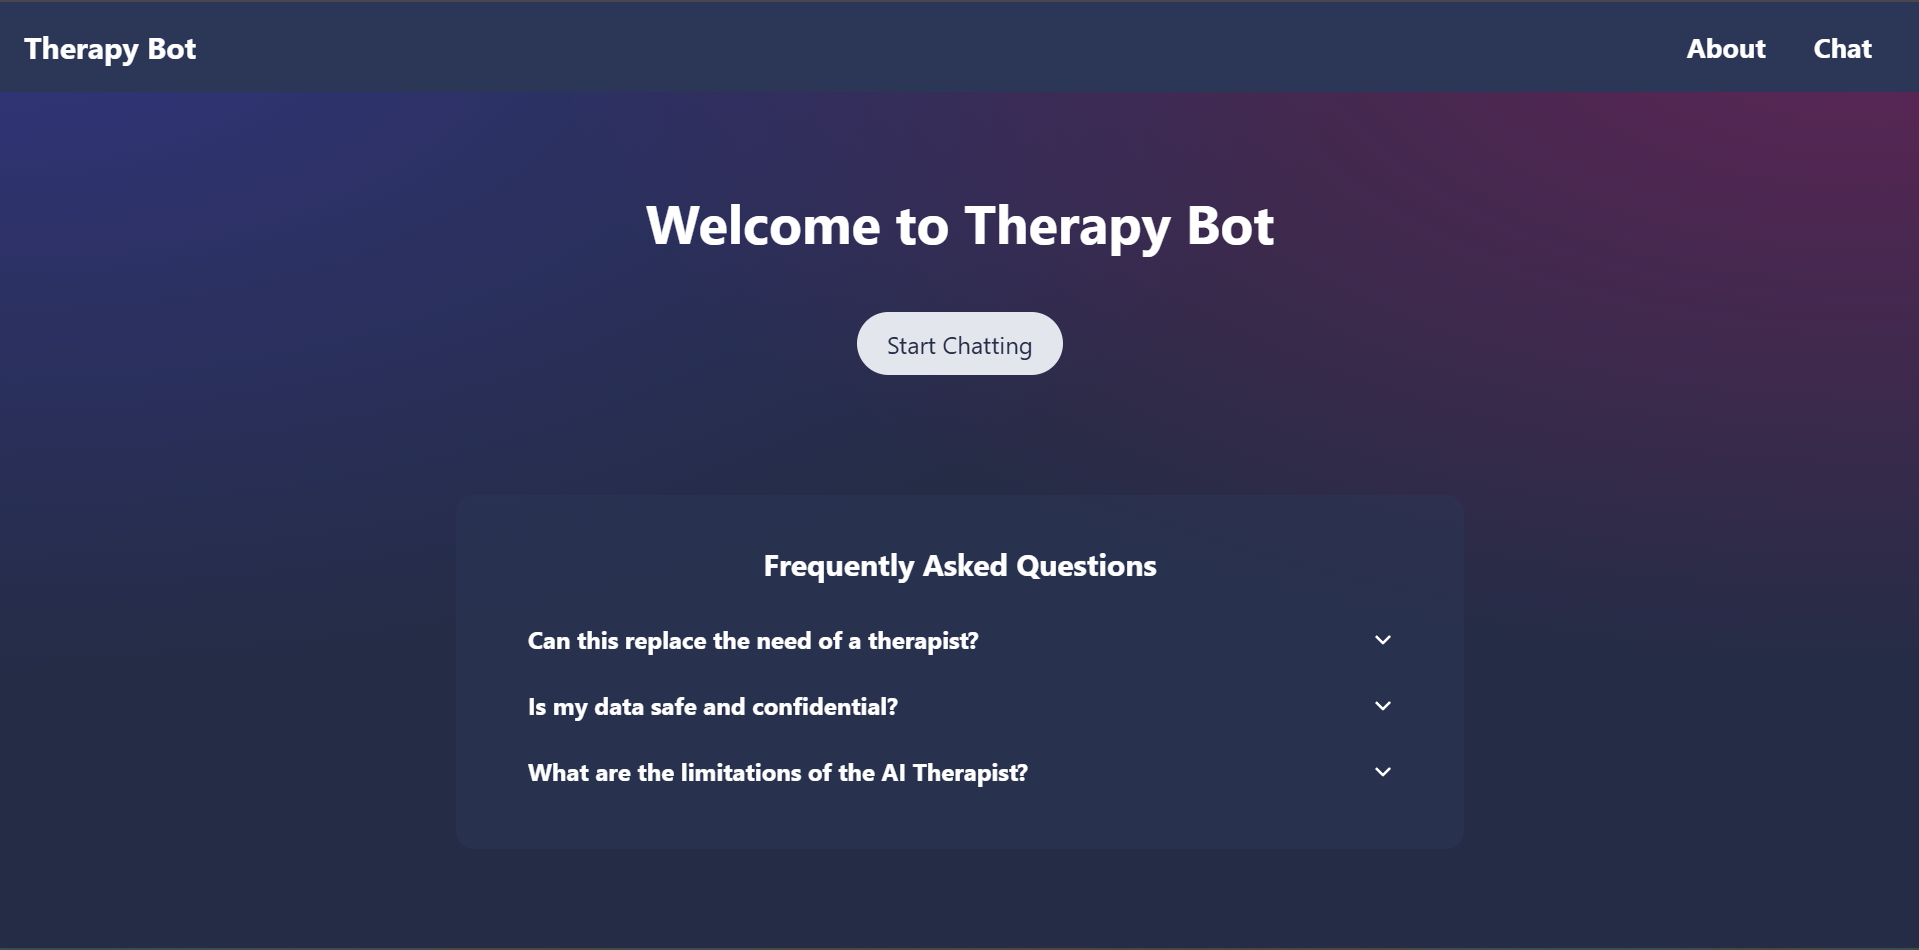 Therapy Bot
About
Chat
Welcome to Therapy Bot
Start Chatting
Frequently Asked Questions
Can this replace the need of a therapist?
Is my data safe and confidential?
What are the limitations of the AI Therapist?